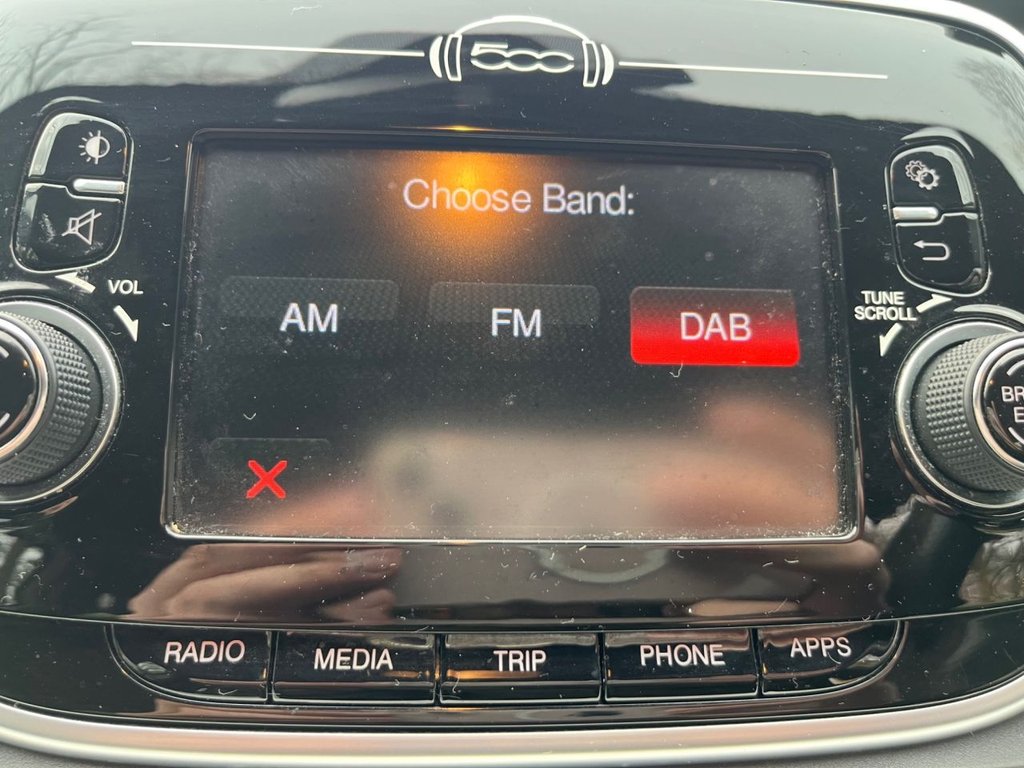 500
Choose Band:
VOL
TUNE
SCROLL
AM FM DAB
RADIO MEDIA TRIP PHONE APPS